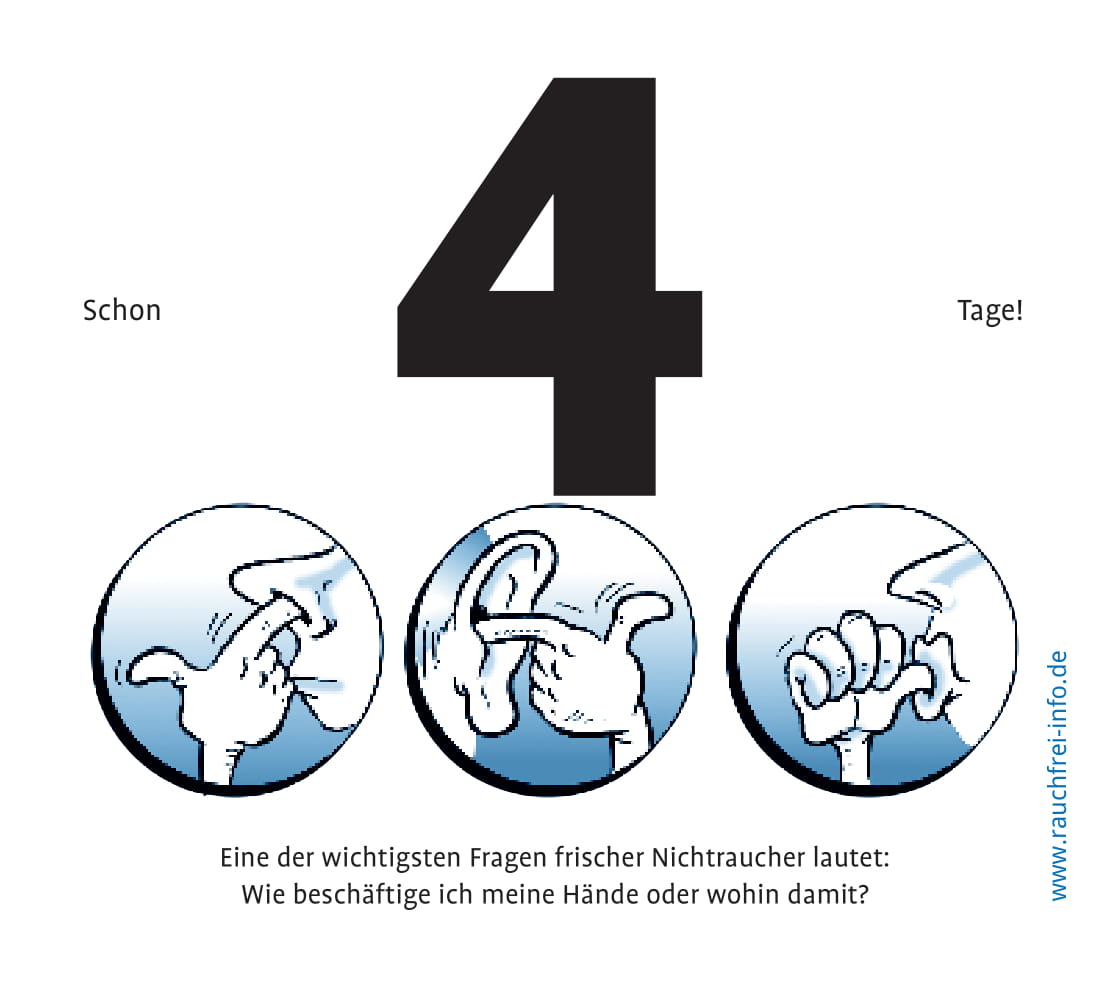 Schon 4 Tage!
Eine der wichtigsten Fragen frischer Nichtraucher lautet:
Wie beschäftige ich meine Hände oder wohin damit?
www.rauchfrei-info.de